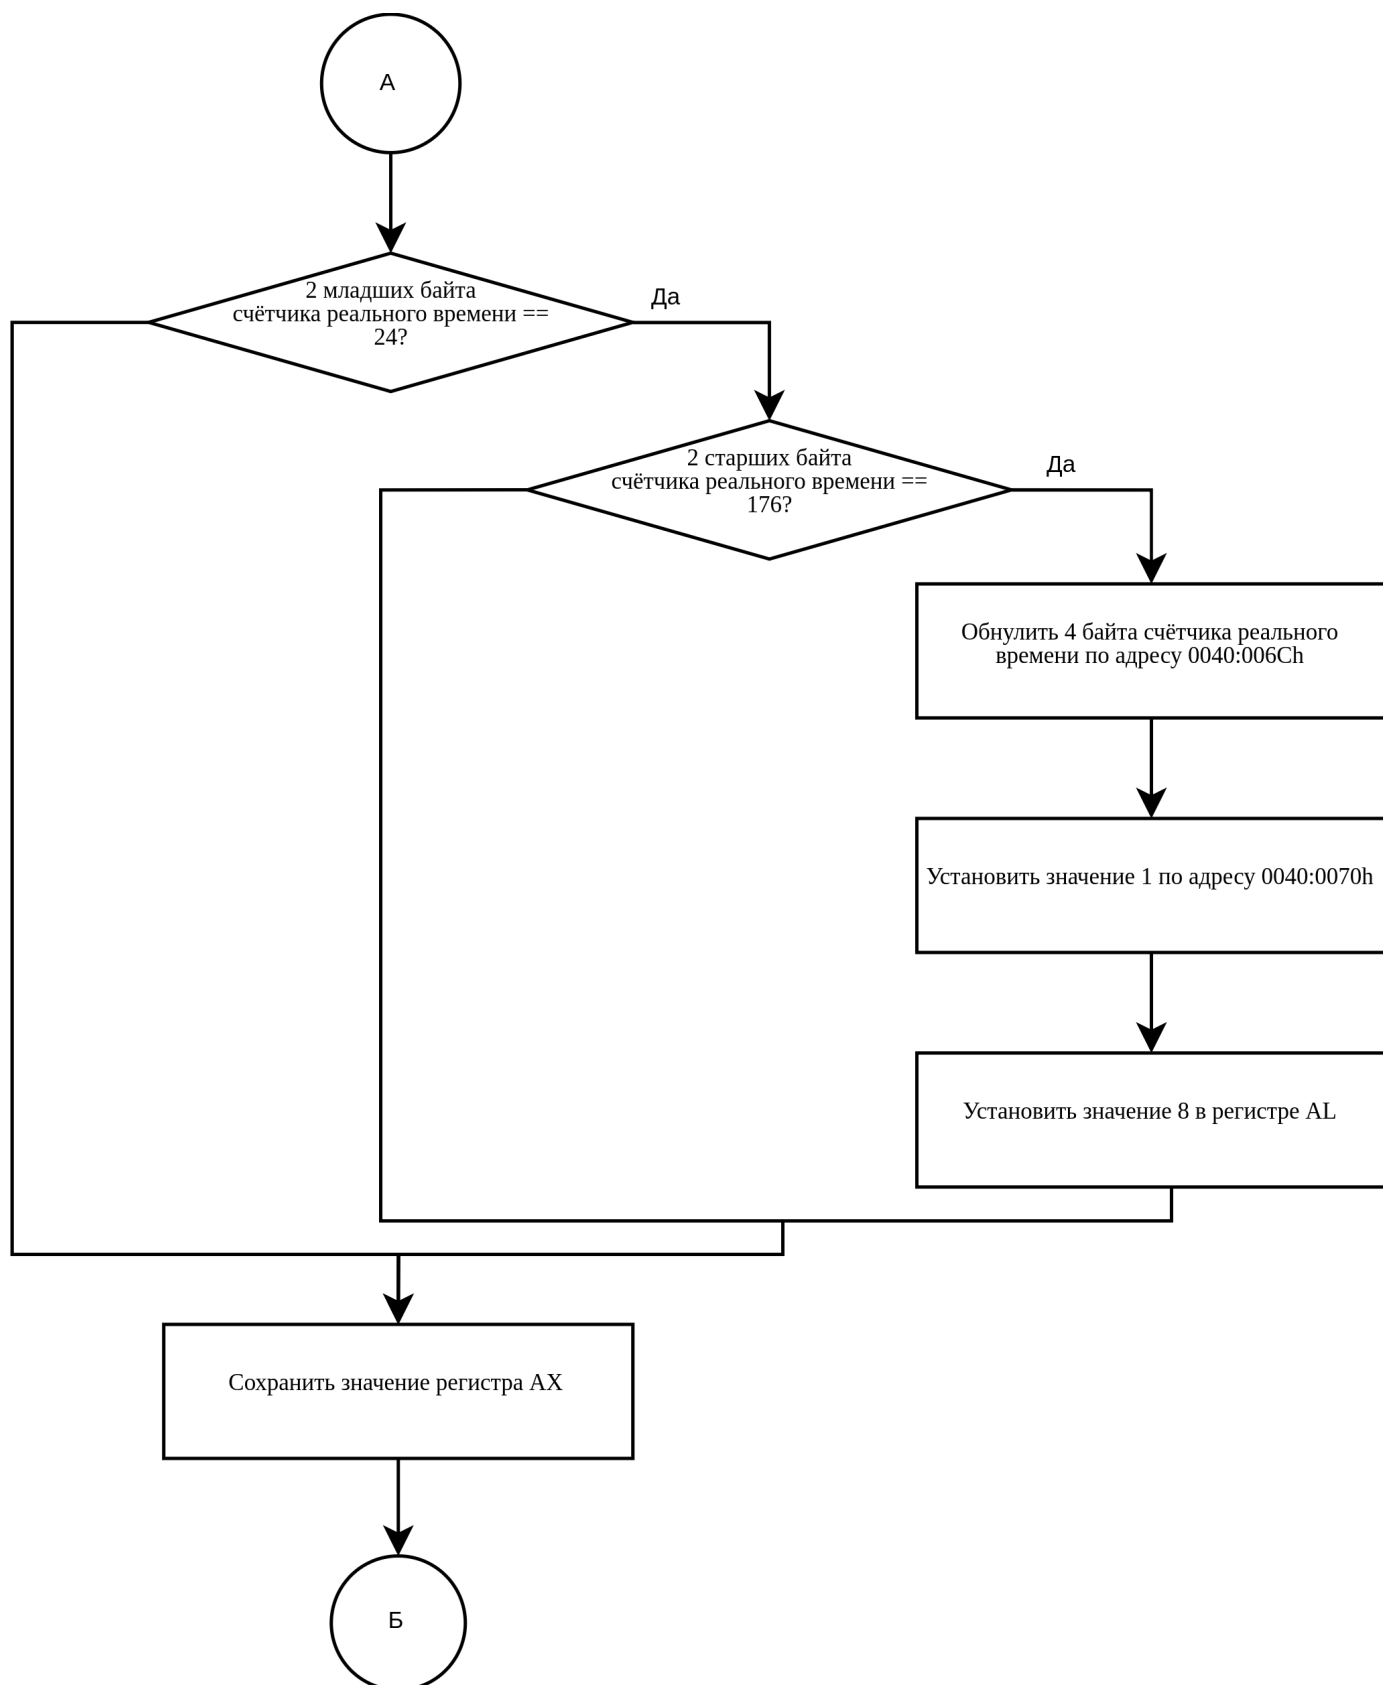 А
2 младших байта
счётчика реального времени ==
24?
Да
2 старших байта
счётчика реального времени ==
176?
Да
Обнулить 4 байта счётчика реального
времени по адресу 0040:006Ch
Установить значение 1 по адресу 0040:0070h
Установить значение 8 в регистре AL
Сохранить значение регистра AX
Б